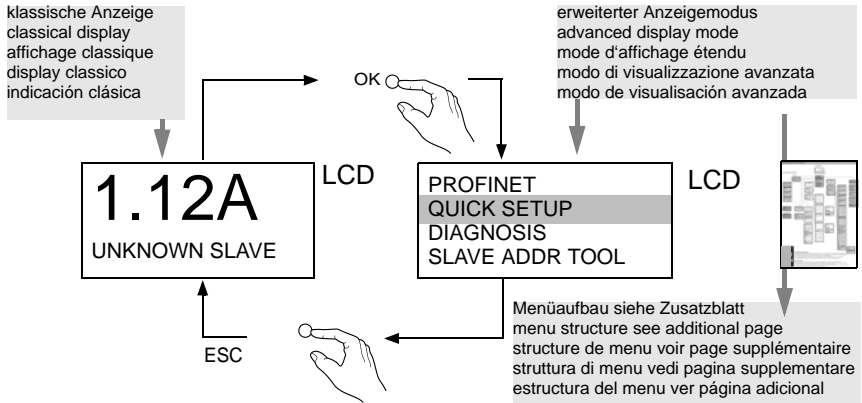 klassische Anzeige
classical display
affichage classique
display classico
indicación clásica
erweiterter Anzeigemodus
advanced display mode
mode d‘affichage étendu
modo di visualizzazione avanzata
modo de visualisación avanzada
OK
1.12A
UNKNOWN SLAVE
LCD
PROFINET
QUICK SETUP
DIAGNOSIS
SLAVE ADDR TOOL
LCD
ESC
Menüaufbau siehe Zusatzblatt
menu structure see additional page
structure de menu voir page supplémentaire
struttura di menu vedi pagina supplementare
estructura del menu ver página adicional